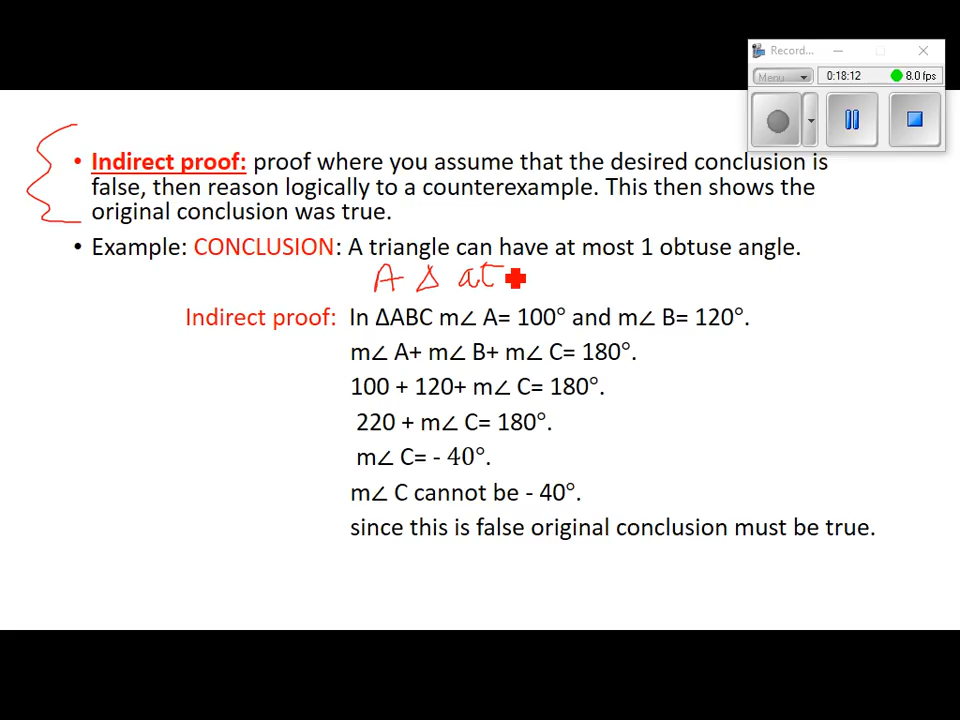 Record...
Menu
0:18:12
8.0 fps
• Indirect proof: proof where you assume that the desired conclusion is
false, then reason logically to a counterexample. This then shows the
original conclusion was true.
• Example: CONCLUSION: A triangle can have at most 1 obtuse angle.
A Δ at
Indirect proof: In ΔABC m∠ A= 100° and m∠ B= 120°.
m∠ A+ m∠ B+ m∠ C= 180°.
100 + 120+ m∠ C= 180°.
220 + m∠ C= 180°.
m∠ C= - 40°.
m∠ C cannot be - 40°.
since this is false original conclusion must be true.